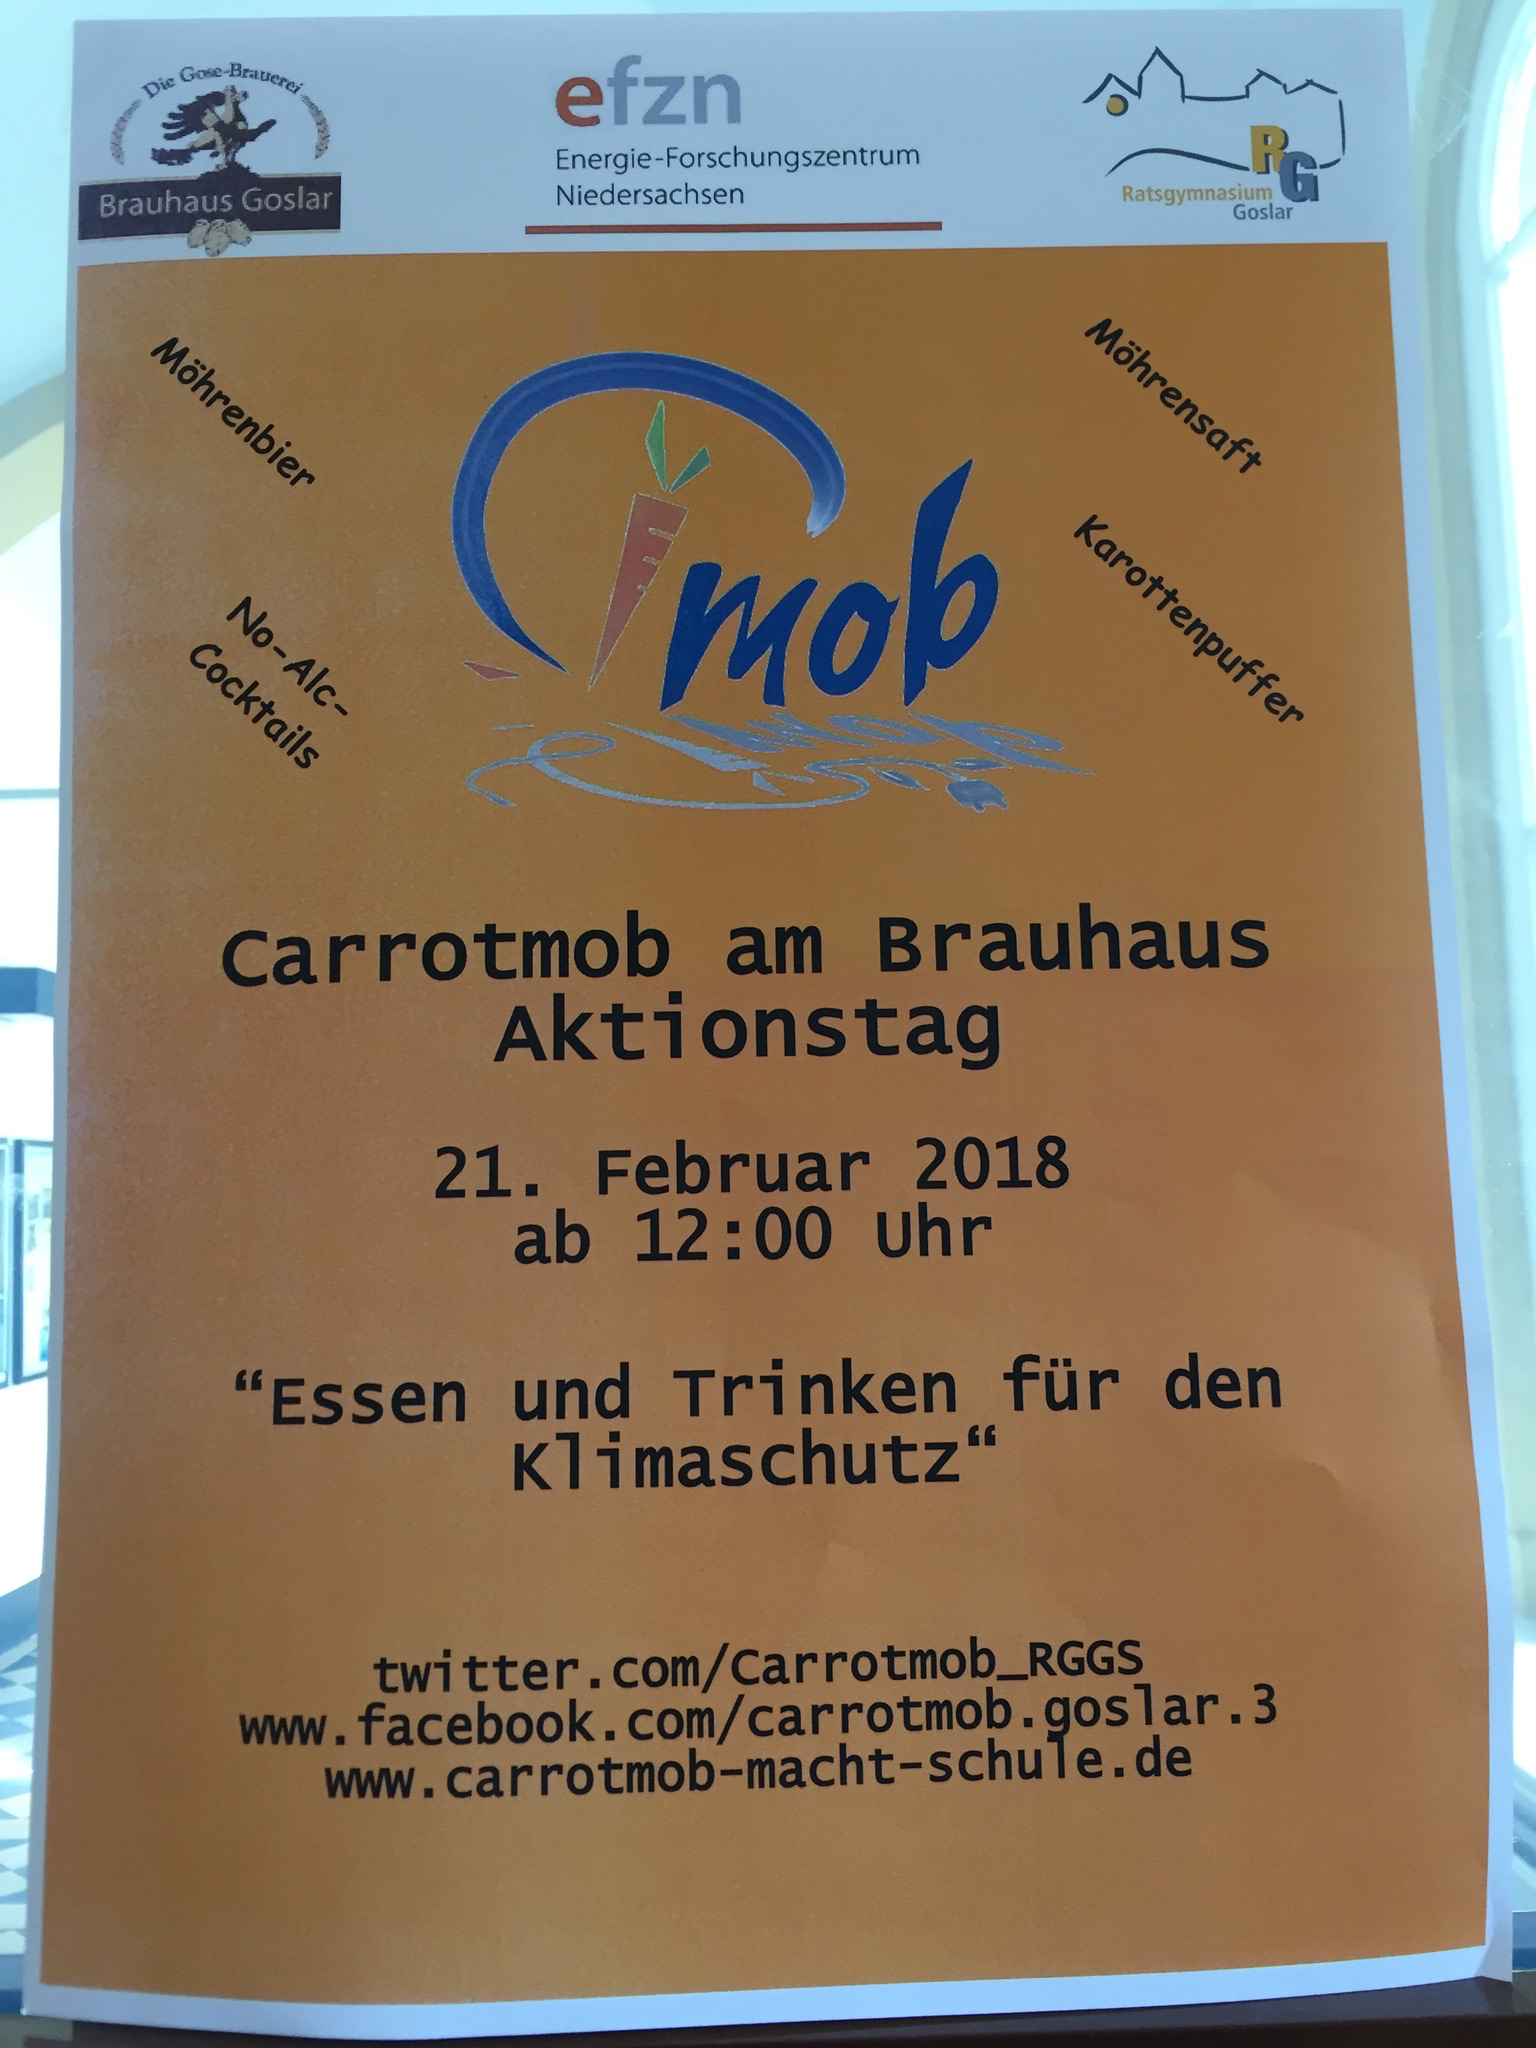 Die Gose-Brauerei
Brauhaus Goslar
efzn
Energie-Forschungszentrum
Niedersachsen
RG
Ratsgymnasium
Goslar
Möhrenbier
Möhrensaft
mob
Karottenpuffer
No-Alc-
Cocktails
Carrotmob am Brauhaus
Aktionstag
21. Februar 2018
ab 12:00 Uhr
“Essen und Trinken für den
Klimaschutz“
twitter.com/Carrotmob_RGGS
www.facebook.com/carrotmob.goslar.3
www.carrotmob-macht-schule.de